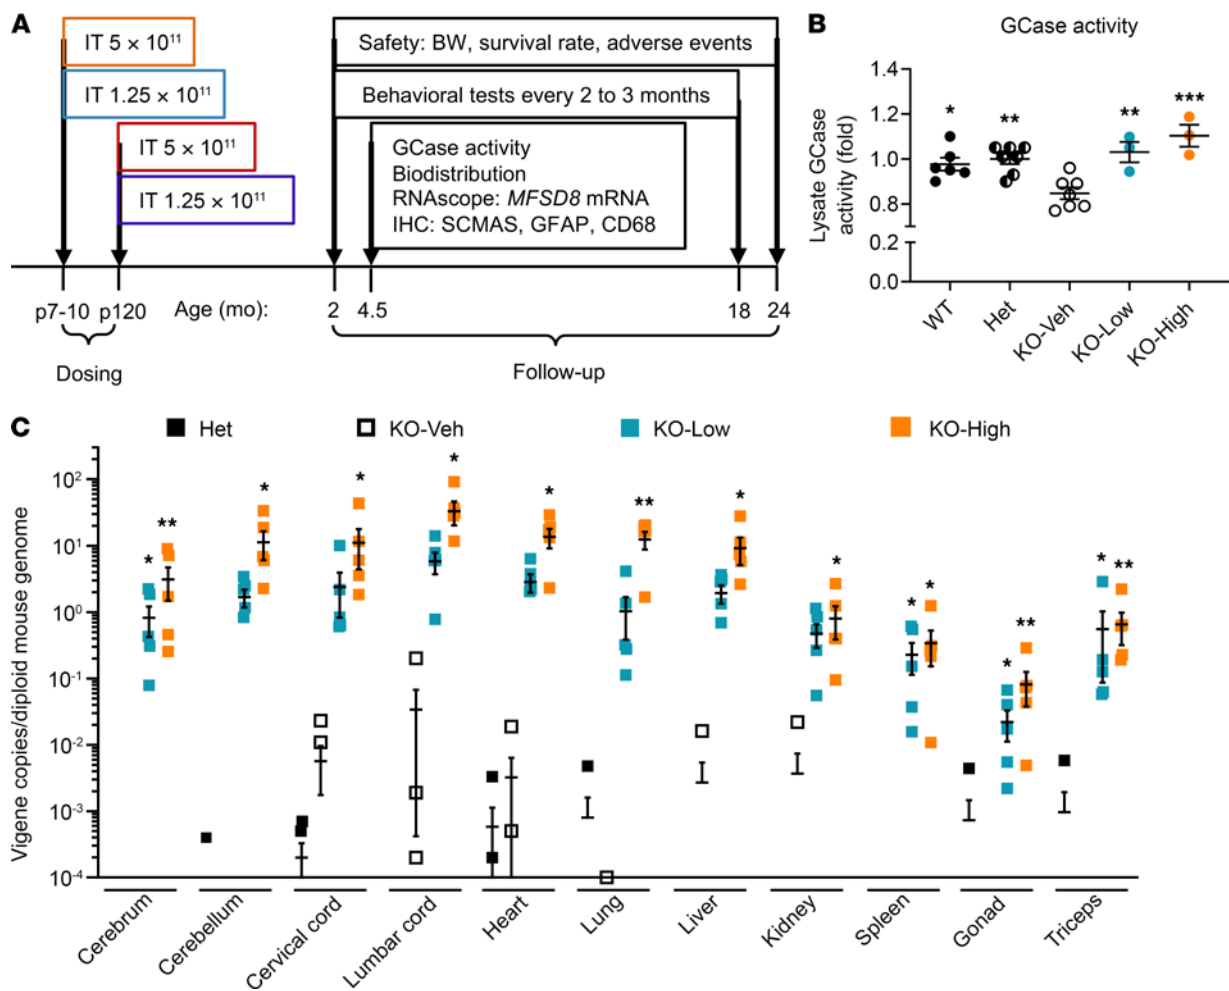 A
IT 5 × 10¹¹
IT 1.25 × 10¹¹
IT 5 × 10¹¹
IT 1.25 × 10¹¹
Safety: BW, survival rate, adverse events
Behavioral tests every 2 to 3 months
GCase activity
Biodistribution
RNAscope: MFSD8 mRNA
IHC: SCMAS, GFAP, CD68
p7-10 p120 Age (mo): 2 4.5 18 24
Dosing
Follow-up
B
GCase activity
Lysate GCase
activity (fold)
1.4
1.2
1.0
0.8
0.2
0.0
* ** ** ***
WT Het KO-Veh KO-Low KO-High
C
Het KO-Veh KO-Low KO-High
Vigene copies/diploid mouse genome
10²
10¹
10⁰
10⁻¹
10⁻²
10⁻³
10⁻⁴
* ** * * * * ** * * * * * ** * **
Cerebrum Cerebellum Cervical cord Lumbar cord Heart Lung Liver Kidney Spleen Gonad Triceps